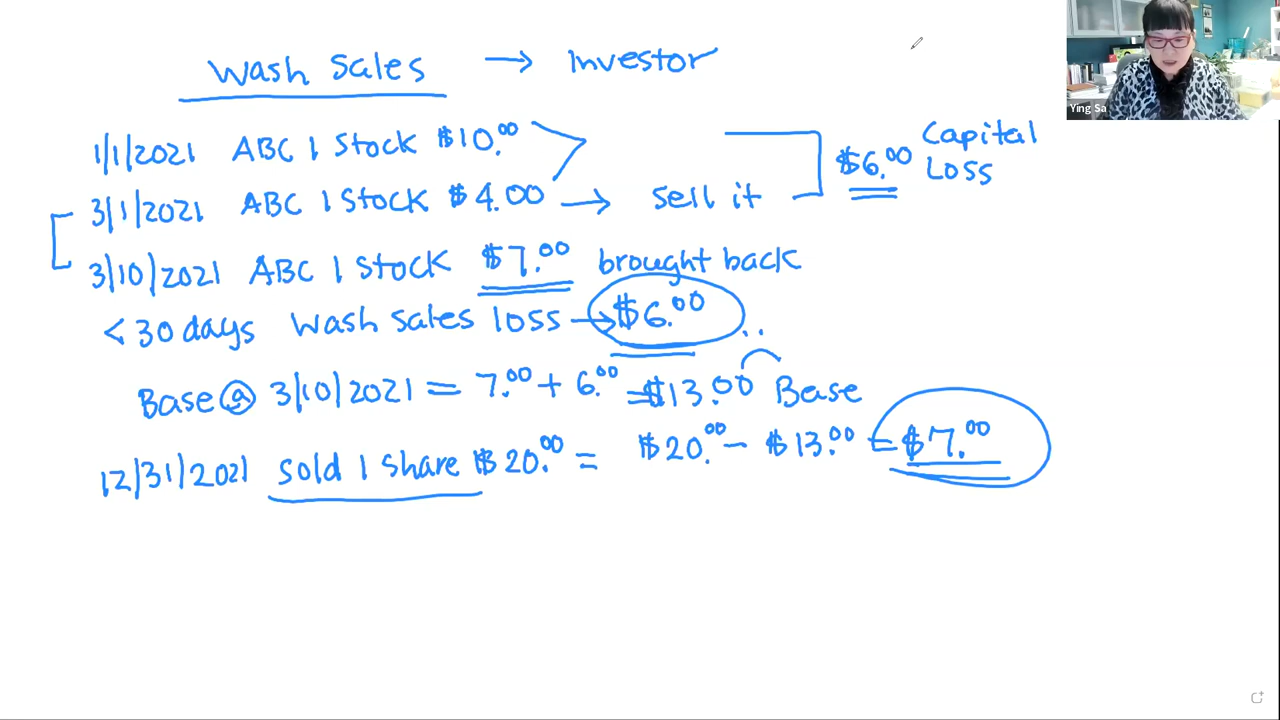 Wash Sales → Investor
1/1/2021 ABC 1 Stock $10.00
$6.00 Capital Loss
3/1/2021 ABC 1 Stock $4.00 → Sell it
3/10/2021 ABC 1 Stock $7.00 brought back
< 30 days Wash sales loss → $6.00
Base @ 3/10/2021 = 7.00 + 6.00 = $13.00 Base
12/31/2021 Sold 1 share $20.00 = $20.00 - $13.00 = $7.00
Ying Sa